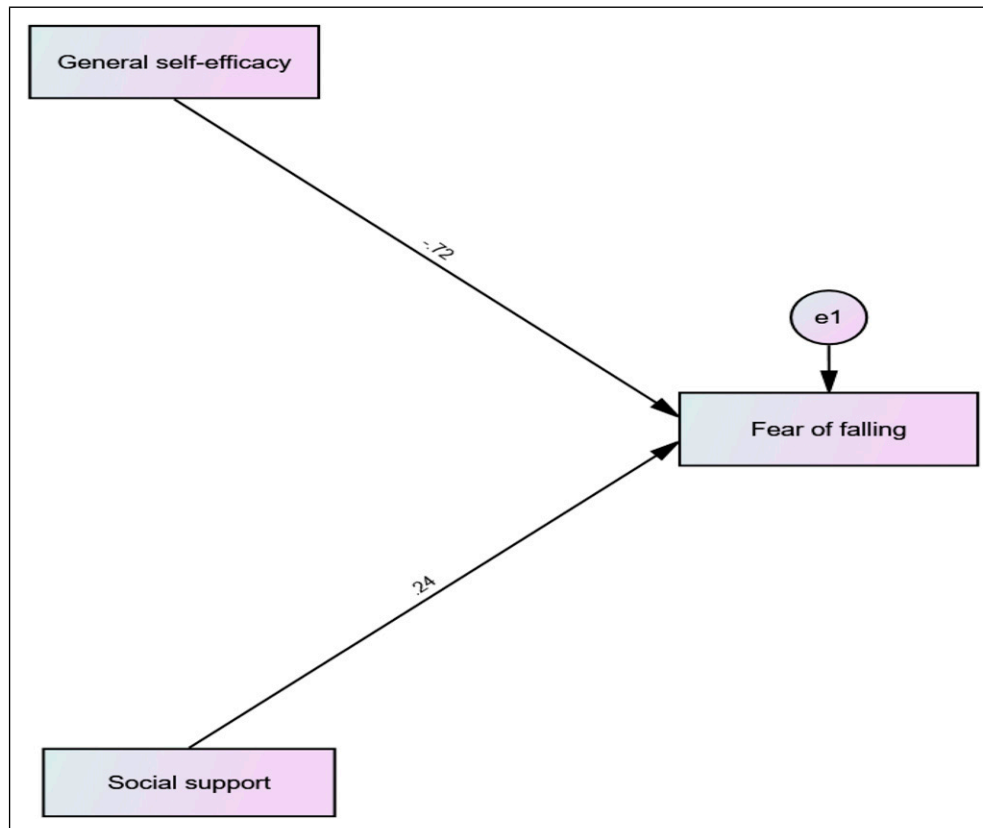 General self-efficacy
-.72
e1
Fear of falling
.24
Social support